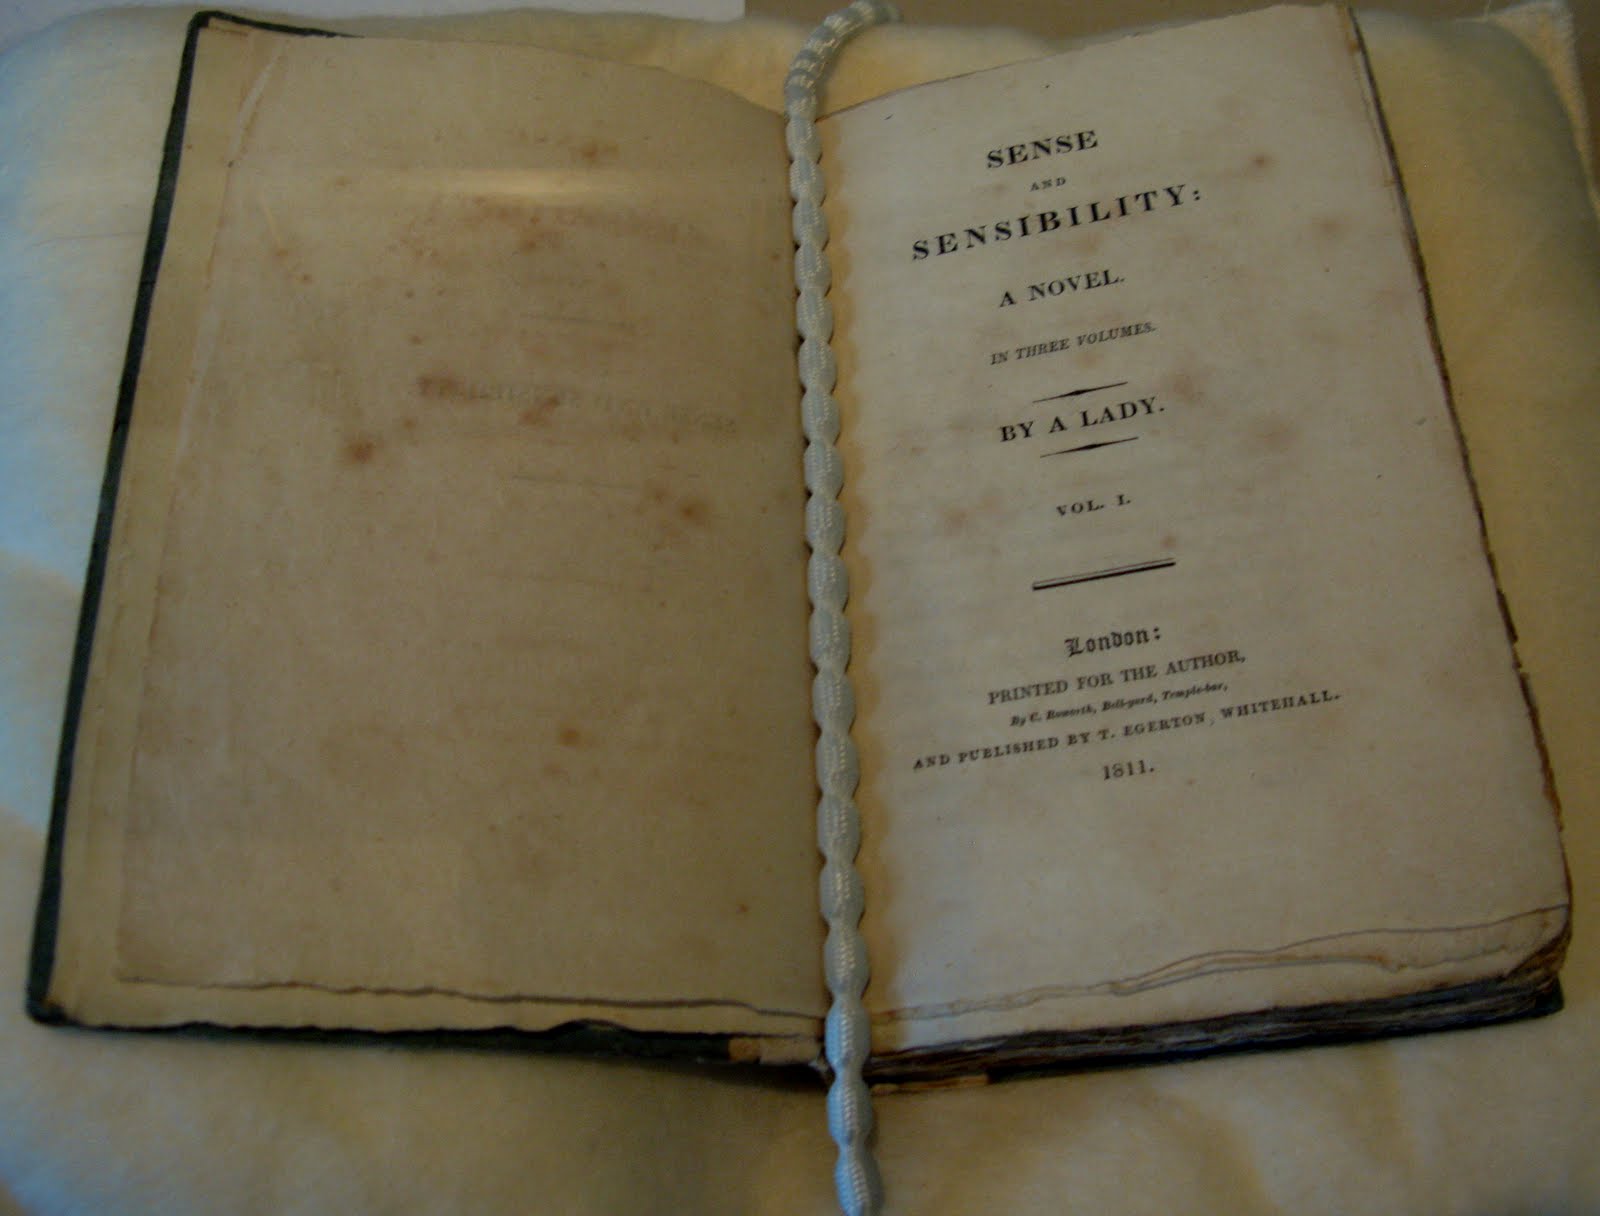 SENSE
AND
SENSIBILITY:
A NOVEL.
IN THREE VOLUMES.
BY A LADY.
VOL. I.
London:
PRINTED FOR THE AUTHOR,
By C. Roworth, Bell-yard, Temple-bar,
AND PUBLISHED BY T. EGERTON, WHITEHALL.
1811.